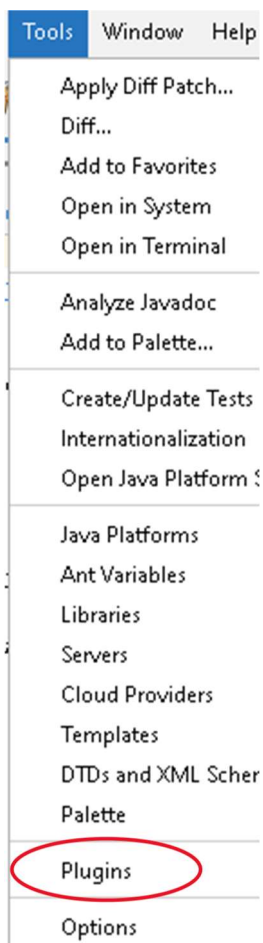 Tools Window Help
Apply Diff Patch...
Diff...
Add to Favorites
Open in System
Open in Terminal
Analyze Javadoc
Add to Palette...
Create/Update Tests
Internationalization
Open Java Platform
Java Platforms
Ant Variables
Libraries
Servers
Cloud Providers
Templates
DTDs and XML
Palette
Plugins
Options